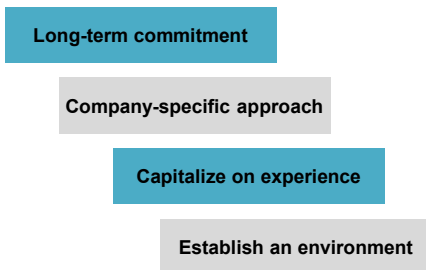 Long-term commitment
Company-specific approach
Capitalize on experience
Establish an environment